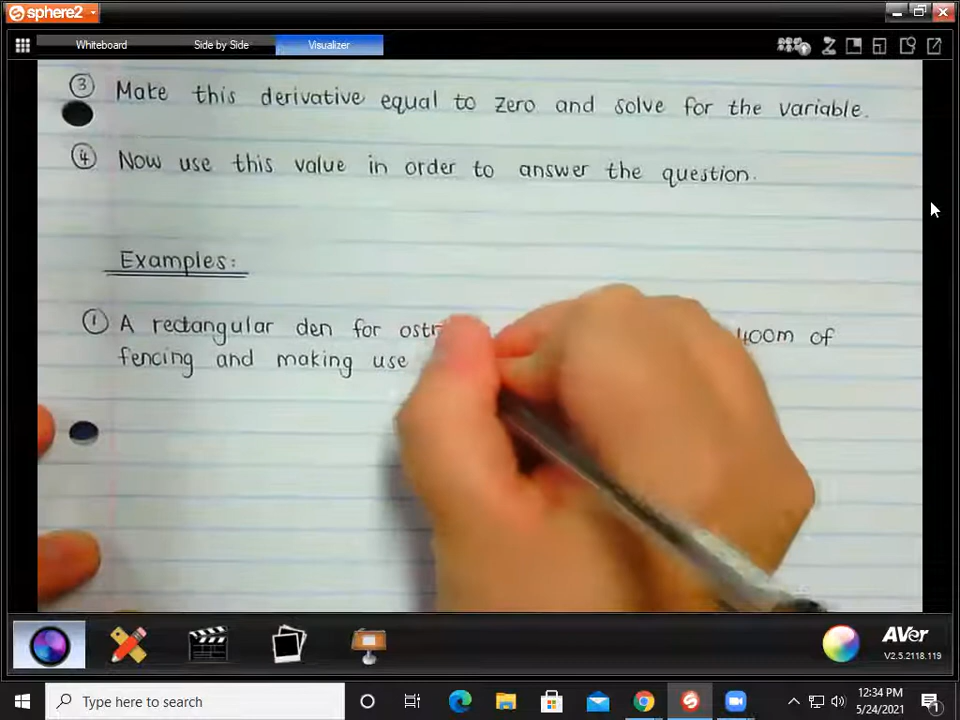 sphere2
Whiteboard Side by Side Visualizer
③ Make this derivative equal to zero and solve for the variable.
④ Now use this value in order to answer the question.
Examples:
① A rectangular den for ostr 400m of
fencing and making use
AVer
V2.5.2118.119
Type here to search
12:34 PM
5/24/2021
1